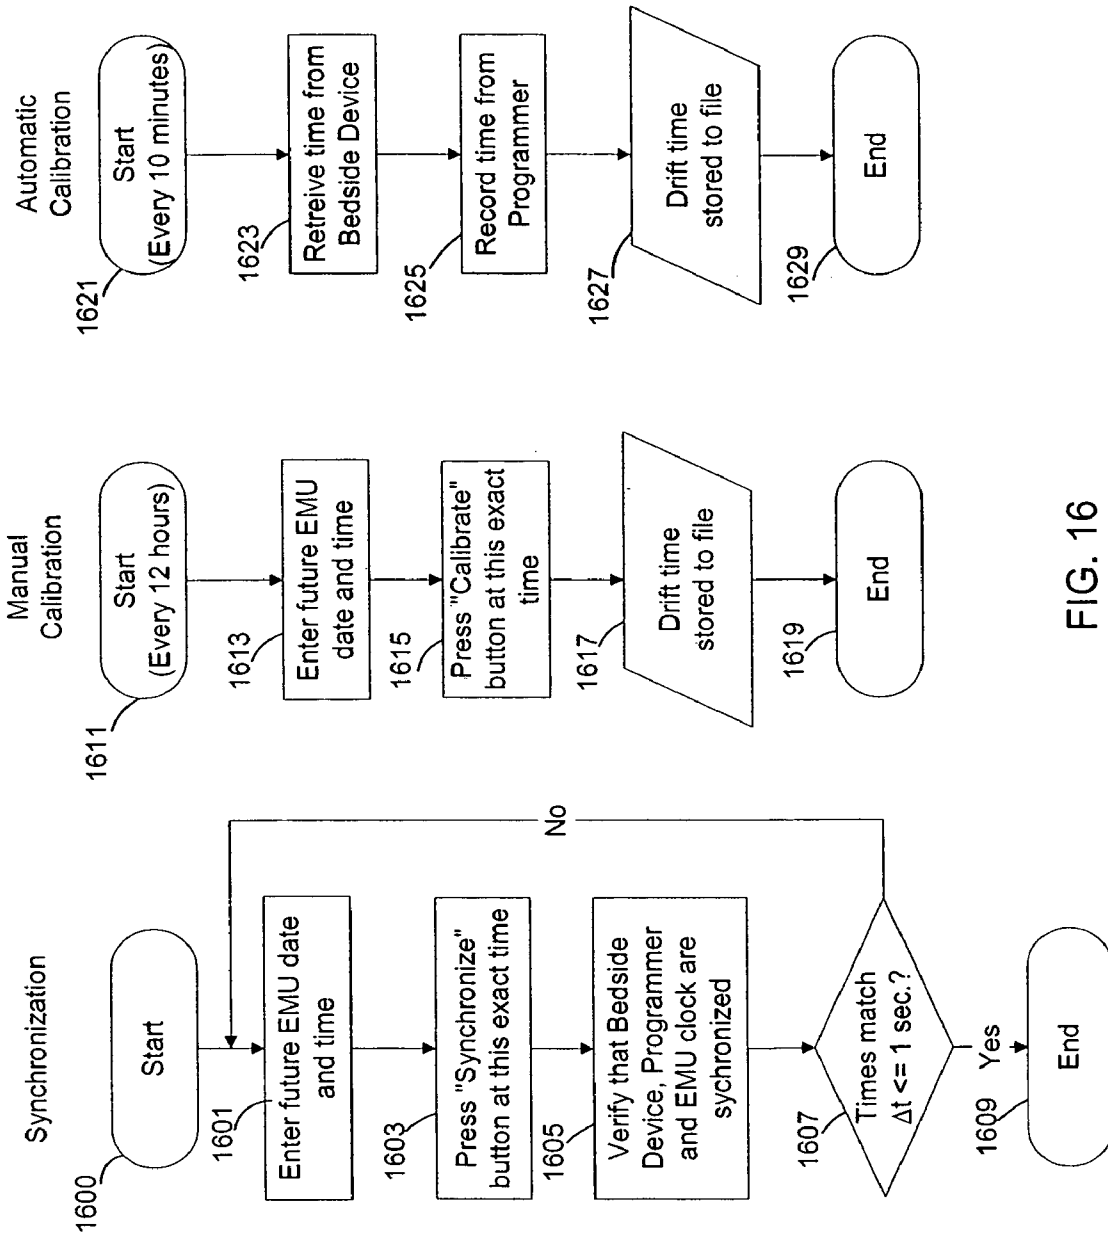 Synchronization
1600
Start
1601
Enter future EMU date
and time
1603
Press "Synchronize"
button at this exact time
1605
Verify that Bedside
Device, Programmer
and EMU clock are
sychronized
1607
Times match
Δt <= 1 sec.?
No
Yes
1609
End
Manual
Calibration
1611
Start
(Every 12 hours)
1613
Enter future EMU
date and time
1615
Press "Calibrate"
button at this exact
time
1617
Drift time
stored to file
1619
End
Automatic
Calibration
1621
Start
(Every 10 minutes)
1623
Retreive time from
Bedside Device
1625
Record time from
Programmer
1627
Drift time
stored to file
1629
End
FIG. 16